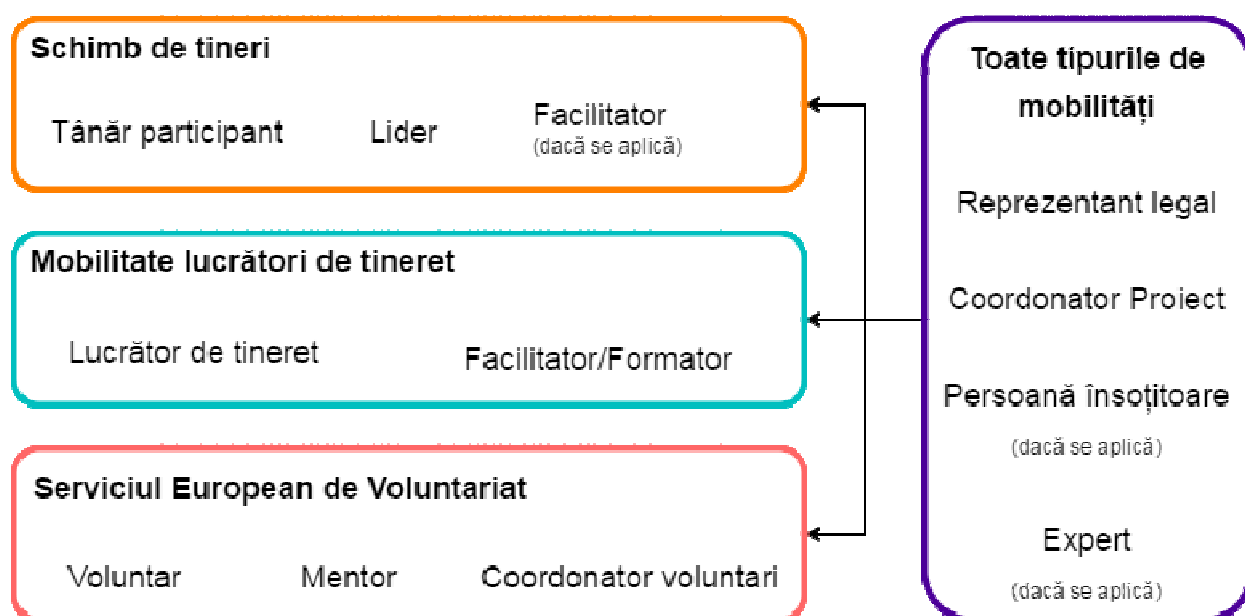 Schimb de tineri
Tânăr participant
Lider
Facilitator
(dacă se aplică)
Mobilitate lucrători de tineret
Lucrător de tineret
Facilitator/Formator
Serviciul European de Voluntariat
Voluntar
Mentor
Coordonator voluntari
Toate tipurile de
mobilități
Reprezentant legal
Coordonator Proiect
Persoană însoțitoare
(dacă se aplică)
Expert
(dacă se aplică)